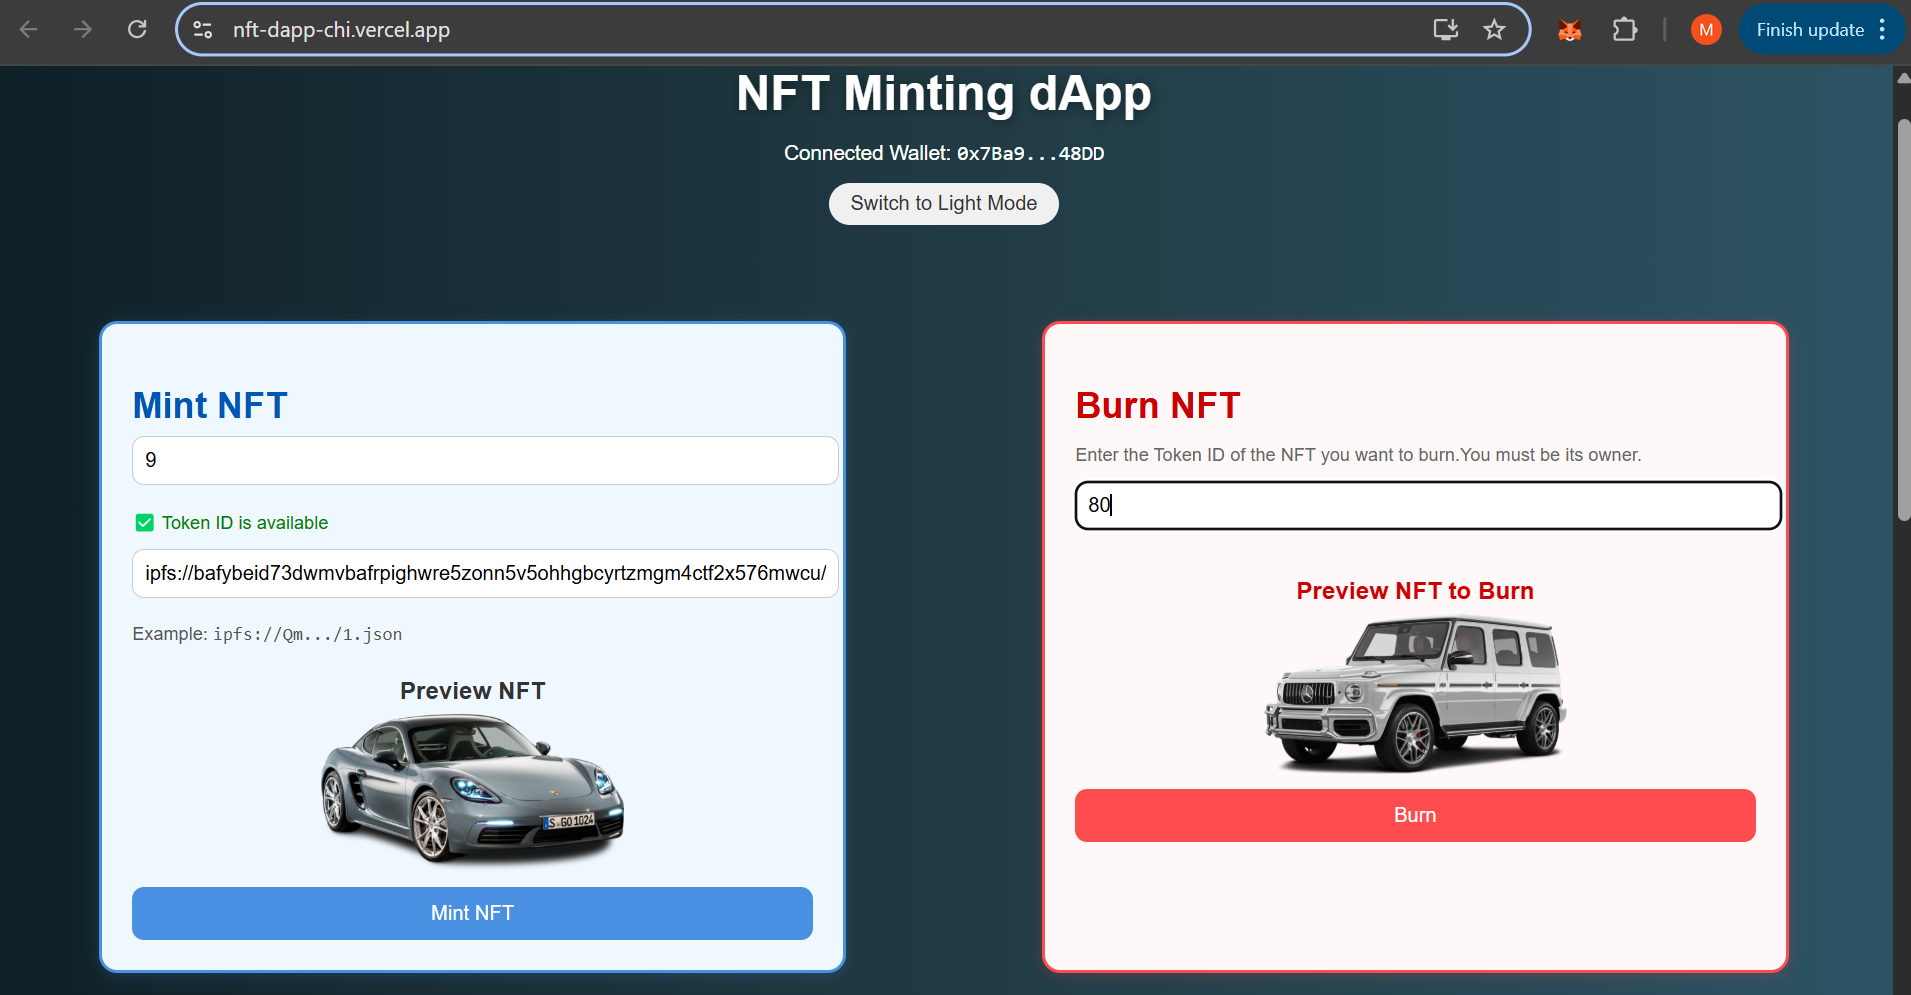 nft-dapp-chi.vercel.app
M
Finish update
NFT Minting dApp
Connected Wallet: 0x7Ba9...48DD
Switch to Light Mode
Mint NFT
9
Token ID is available
ipfs://bafybeid73dwmvbafrpighwre5zonn5v5ohhgbcyrtzmgm4ctf2x576mwcu/
Example: ipfs://Qm.../1.json
Preview NFT
S GO 1024
Mint NFT
Burn NFT
Enter the Token ID of the NFT you want to burn.You must be its owner.
80
Preview NFT to Burn
Burn